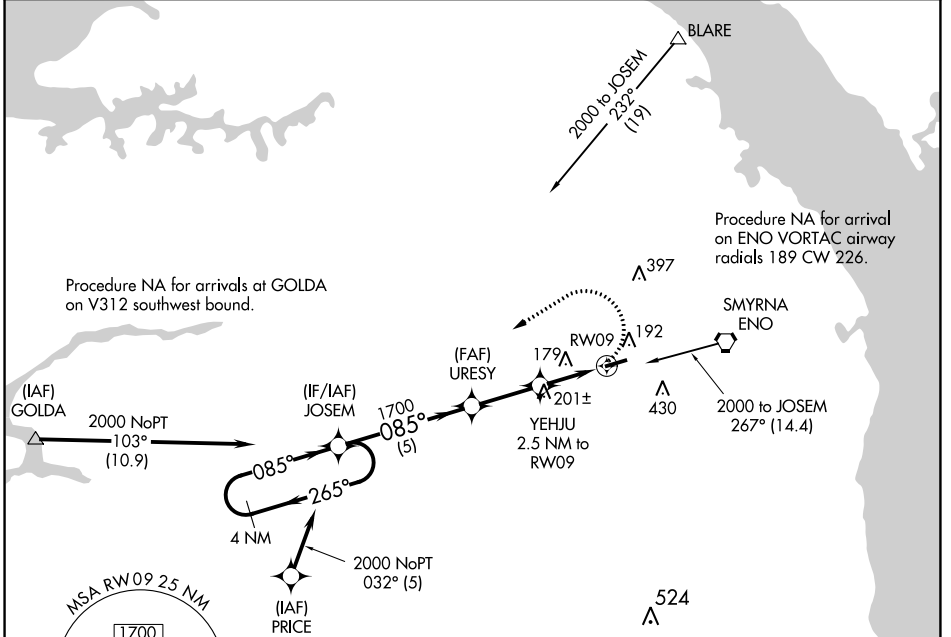 BLARE
2000 to JOSEM
232°
(19)
Procedure NA for arrival
on ENO VORTAC airway
radials 189 CW 226.
397
Procedure NA for arrivals at GOLDA
on V312 southwest bound.
SMYRNA
ENO
(FAF)
URESY
179
RW09
192
(IAF)
GOLDA
(IF/IAF)
JOSEM
201±
430
2000 NoPT
103°
(10.9)
1700
085°
(5)
YEHJU
2.5 NM to
RW09
2000 to JOSEM
267° (14.4)
085°
265°
4 NM
2000 NoPT
032° (5)
(IAF)
PRICE
524
MSA RW09 25 NM
1700